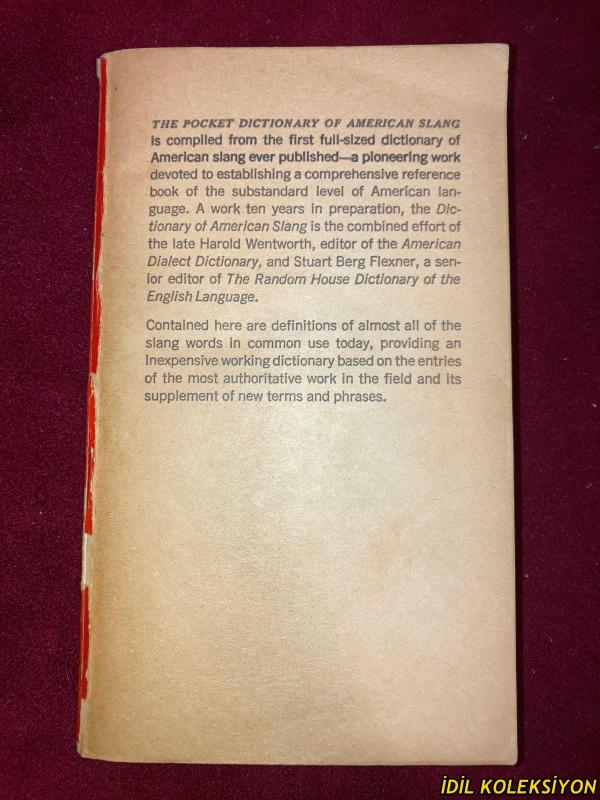 THE POCKET DICTIONARY OF AMERICAN SLANG
is compiled from the first full-sized dictionary of
American slang ever published—a pioneering work
devoted to establishing a comprehensive reference
book of the substandard level of American lan-
guage. A work ten years in preparation, the Dic-
tionary of American Slang is the combined effort of
the late Harold Wentworth, editor of the American
Dialect Dictionary, and Stuart Berg Flexner, a sen-
ior editor of The Random House Dictionary of the
English Language.
Contained here are definitions of almost all of the
slang words in common use today, providing an
inexpensive working dictionary based on the entries
of the most authoritative work in the field and its
supplement of new terms and phrases.
İDİL KOLEKSİYON